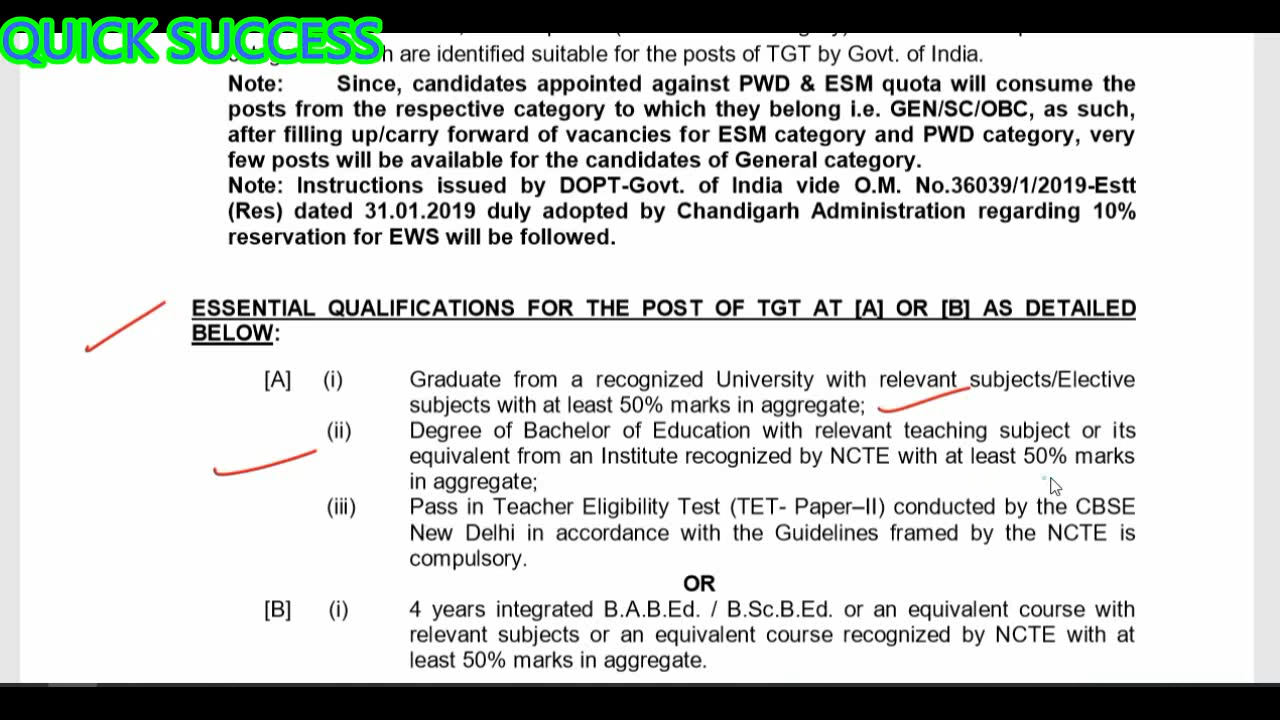 QUICK SUCCESS
are identified suitable for the posts of TGT by Govt. of India.
Note: Since, candidates appointed against PWD & ESM quota will consume the
posts from the respective category to which they belong i.e. GEN/SC/OBC, as such,
after filling up/carry forward of vacancies for ESM category and PWD category, very
few posts will be available for the candidates of General category.
Note: Instructions issued by DOPT-Govt. of India vide O.M. No.36039/1/2019-Estt
(Res) dated 31.01.2019 duly adopted by Chandigarh Administration regarding 10%
reservation for EWS will be followed.
ESSENTIAL QUALIFICATIONS FOR THE POST OF TGT AT [A] OR [B] AS DETAILED
BELOW:
[A] (i) Graduate from a recognized University with relevant subjects/Elective
subjects with at least 50% marks in aggregate;
(ii) Degree of Bachelor of Education with relevant teaching subject or its
equivalent from an Institute recognized by NCTE with at least 50% marks
in aggregate;
(iii) Pass in Teacher Eligibility Test (TET- Paper–II) conducted by the CBSE
New Delhi in accordance with the Guidelines framed by the NCTE is
compulsory.
OR
[B] (i) 4 years integrated B.A.B.Ed. / B.Sc.B.Ed. or an equivalent course with
relevant subjects or an equivalent course recognized by NCTE with at
least 50% marks in aggregate.